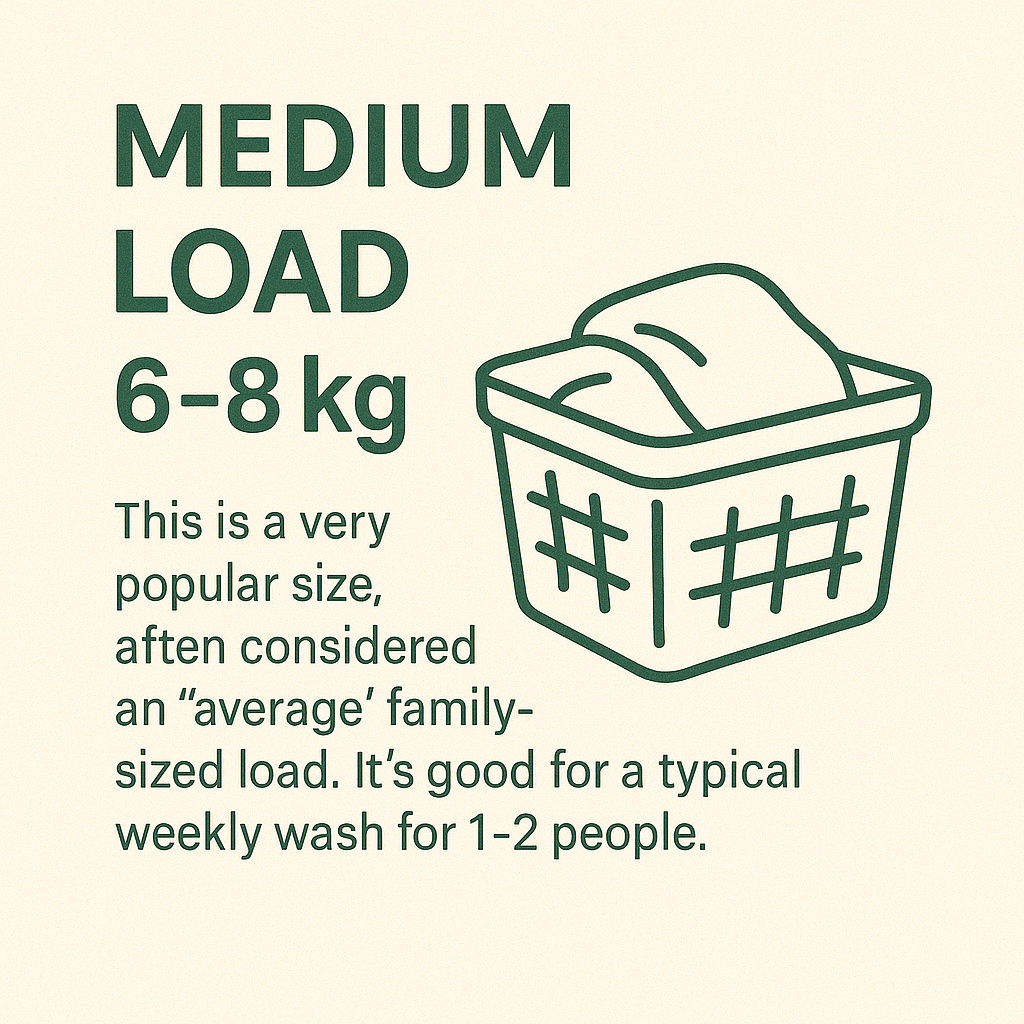 MEDIUM
LOAD
6–8 kg
This is a very
popular size,
aften considered
an “average’ family-
sized load. It’s good for a typical
weekly wash for 1–2 people.